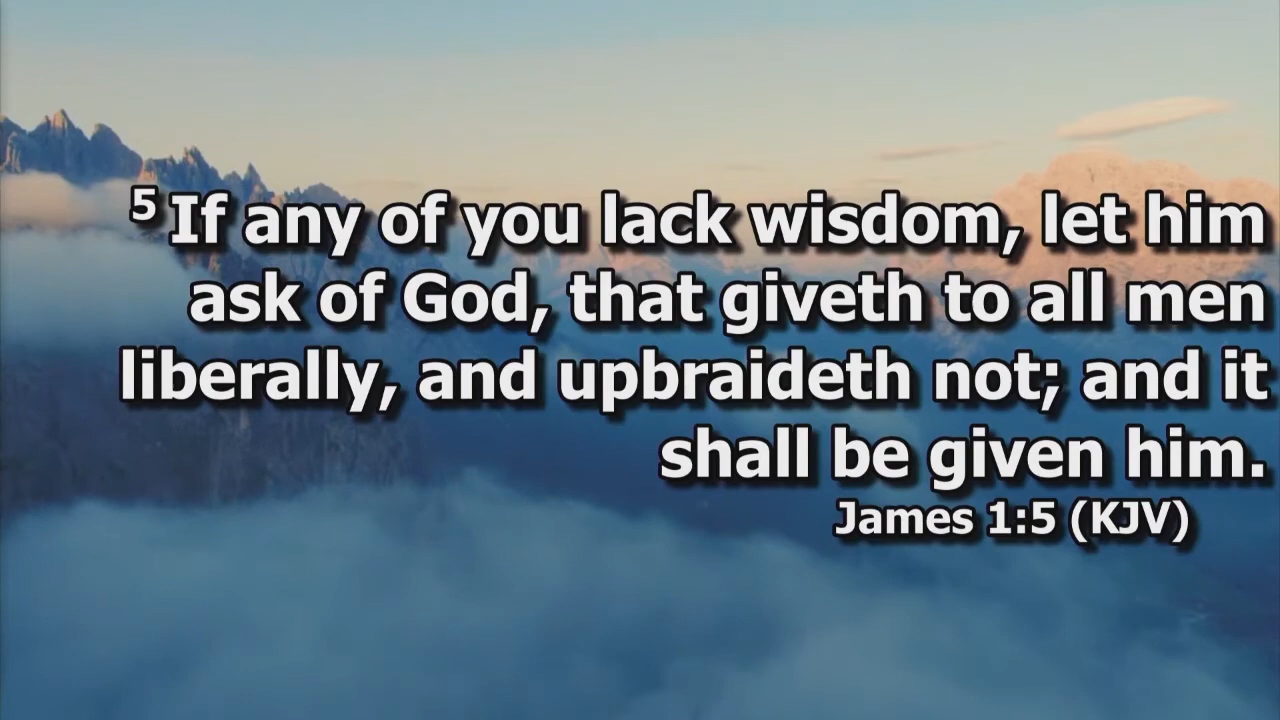 5 If any of you lack wisdom, let him
ask of God, that giveth to all men
liberally, and upbraideth not; and it
shall be given him.
James 1:5 (KJV)